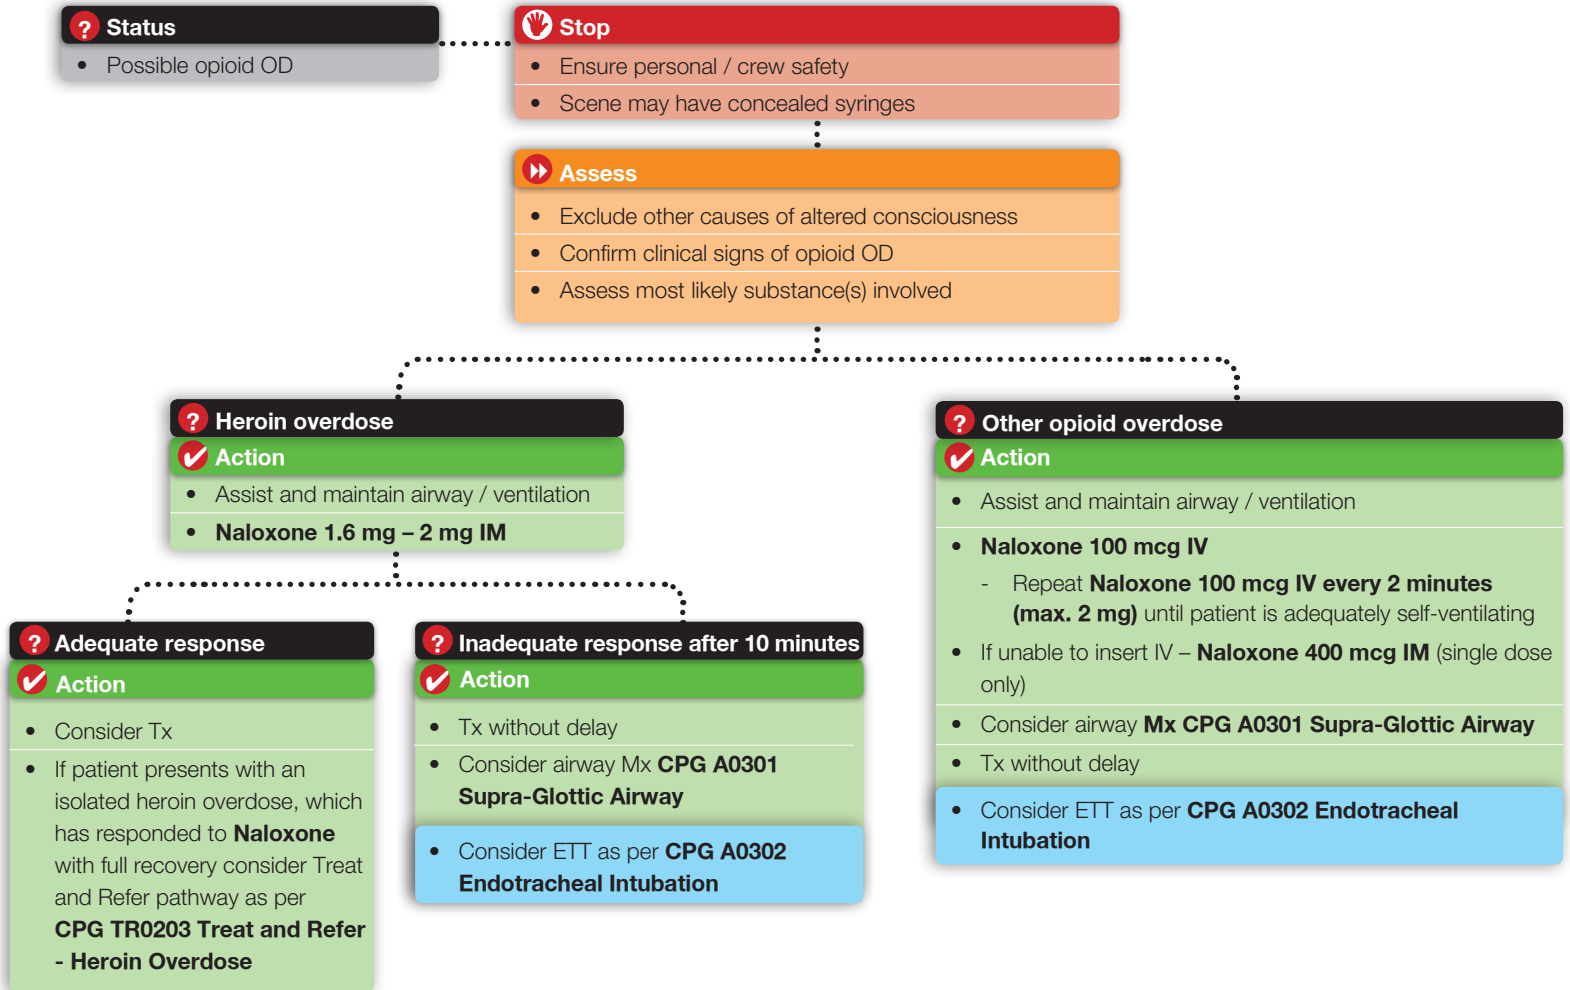 ? Status
• Possible opioid OD
Stop
• Ensure personal / crew safety
• Scene may have concealed syringes
Assess
• Exclude other causes of altered consciousness
• Confirm clinical signs of opioid OD
• Assess most likely substance(s) involved
? Heroin overdose
Action
• Assist and maintain airway / ventilation
• Naloxone 1.6 mg – 2 mg IM
? Adequate response
Action
• Consider Tx
• If patient presents with an
isolated heroin overdose, which
has responded to Naloxone
with full recovery consider Treat
and Refer pathway as per
CPG TR0203 Treat and Refer
- Heroin Overdose
? Inadequate response after 10 minutes
Action
• Tx without delay
• Consider airway Mx CPG A0301
Supra-Glottic Airway
• Consider ETT as per CPG A0302
Endotracheal Intubation
? Other opioid overdose
Action
• Assist and maintain airway / ventilation
• Naloxone 100 mcg IV
- Repeat Naloxone 100 mcg IV every 2 minutes
(max. 2 mg) until patient is adequately self-ventilating
• If unable to insert IV – Naloxone 400 mcg IM (single dose
only)
• Consider airway Mx CPG A0301 Supra-Glottic Airway
• Tx without delay
• Consider ETT as per CPG A0302 Endotracheal
Intubation